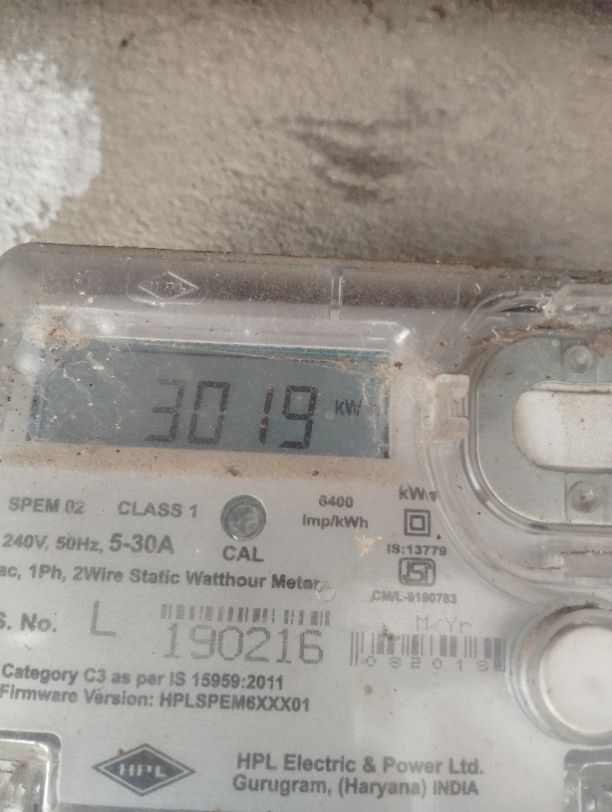 HPL
3019 kW
SPEM 02 CLASS 1 6400 kWh
Imp/kWh
240V, 50Hz, 5-30A CAL IS:13779
ac, 1Ph, 2Wire Static Watthour Meter
CM/L-9190783
S. No. L 190216 M/Yr
082018
Category C3 as per IS 15959:2011
Firmware Version: HPLSPEM6XXX01
HPL HPL Electric & Power Ltd.
Gurugram, (Haryana) INDIA